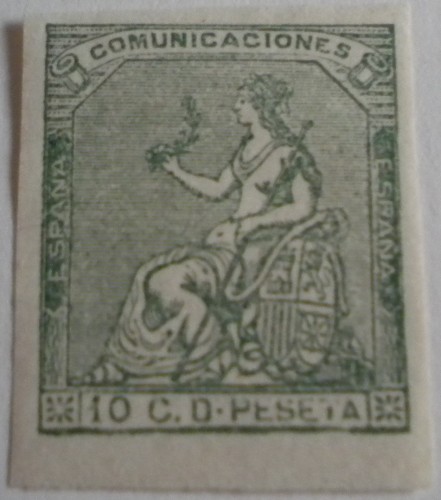 COMUNICACIONES
ESPAÑA
ESPAÑA
10 C. D. PESETA